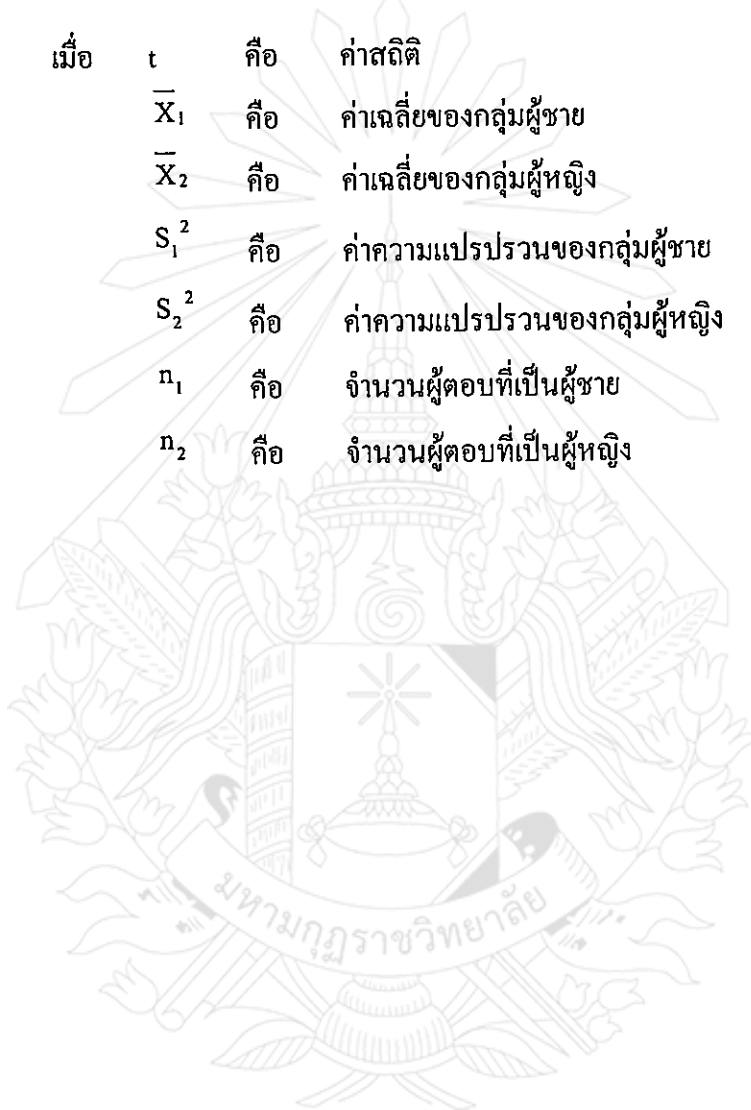 เมื่อ t คือ ค่าสถิติ
X̅₁ คือ ค่าเฉลี่ยของกลุ่มผู้ชาย
X̅₂ คือ ค่าเฉลี่ยของกลุ่มผู้หญิง
S₁² คือ ค่าความแปรปรวนของกลุ่มผู้ชาย
S₂² คือ ค่าความแปรปรวนของกลุ่มผู้หญิง
n₁ คือ จำนวนผู้ตอบที่เป็นผู้ชาย
n₂ คือ จำนวนผู้ตอบที่เป็นผู้หญิง
มหามกุฏราชวิทยาลัย